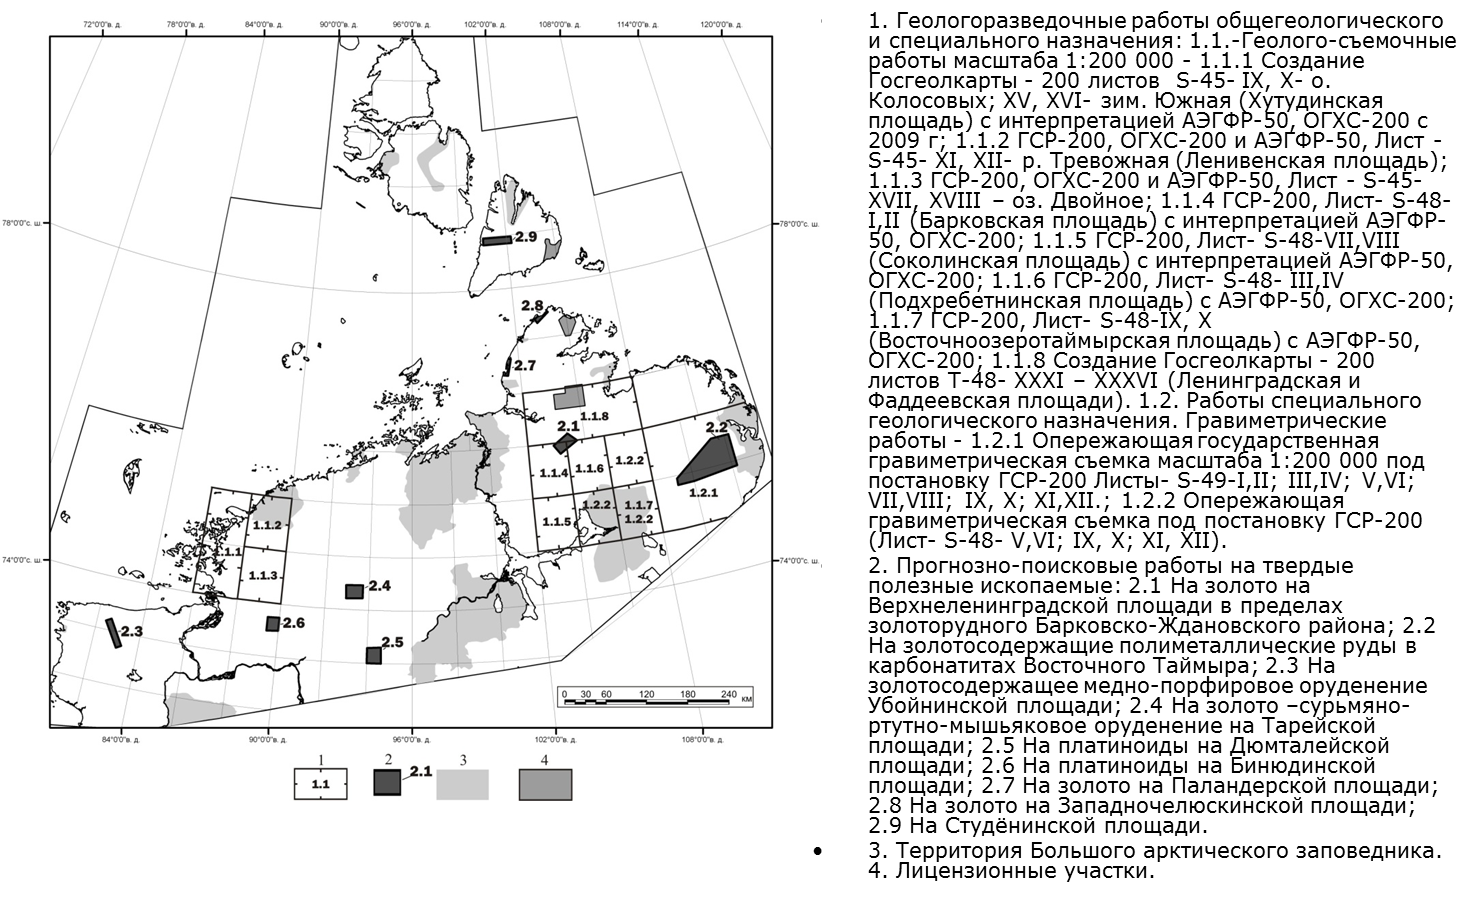 72°0'0"в. д. 78°0'0"в. д. 84°0'0"в. д. 90°0'0"в. д. 96°0'0"в. д. 102°0'0"в. д. 108°0'0"в. д. 114°0'0"в. д. 120°0'0"в. д.
78°0'0"с. ш. 78°0'0"с. ш.
2.9
2.8
2.7
1.1.8
2.1
2.2
1.1.4 1.1.6 1.2.2
1.2.1
1.2.2 1.1.7
1.1.5 1.2.2
1.1.2
1.1.1
1.1.3
74°0'0"с. ш. 74°0'0"с. ш.
2.4
2.6
2.3
2.5
0 30 60 120 180 240 км
84°0'0"в. д. 90°0'0"в. д. 96°0'0"в. д. 102°0'0"в. д. 108°0'0"в. д.
1 2 3 4
1.1 2.1
1. Геологоразведочные работы общегеологического
и специального назначения: 1.1.-Геолого-съемочные
работы масштаба 1:200 000 - 1.1.1 Создание
Госгеолкарты - 200 листов S-45- IX, X- о.
Колосовых; XV, XVI- зим. Южная (Хутудинская
площадь) с интерпретацией АЭГФР-50, ОГХС-200 с
2009 г; 1.1.2 ГСР-200, ОГХС-200 и АЭГФР-50, Лист -
S-45- XI, XII- р. Тревожная (Ленивенская площадь);
1.1.3 ГСР-200, ОГХС-200 и АЭГФР-50, Лист - S-45-
XVII, XVIII – оз. Двойное; 1.1.4 ГСР-200, Лист- S-48-
I,II (Барковская площадь) с интерпретацией АЭГФР-
50, ОГХС-200; 1.1.5 ГСР-200, Лист- S-48-VII,VIII
(Соколинская площадь) с интерпретацией АЭГФР-50,
ОГХС-200; 1.1.6 ГСР-200, Лист- S-48- III,IV
(Подхребетнинская площадь) с АЭГФР-50, ОГХС-200;
1.1.7 ГСР-200, Лист- S-48-IX, X
(Восточноозеротаймырская площадь) с АЭГФР-50,
ОГХС-200; 1.1.8 Создание Госгеолкарты - 200
листов Т-48- XXXI – XXXVI (Ленинградская и
Фаддеевская площади). 1.2. Работы специального
геологического назначения. Гравиметрические
работы - 1.2.1 Опережающая государственная
гравиметрическая съемка масштаба 1:200 000 под
постановку ГСР-200 Листы- S-49-I,II; III,IV; V,VI;
VII,VIII; IX, X; XI,XII.; 1.2.2 Опережающая
гравиметрическая съемка под постановку ГСР-200
(Лист- S-48- V,VI; IX, X; XI, XII).
2. Прогнозно-поисковые работы на твердые
полезные ископаемые: 2.1 На золото на
Верхнеленинградской площади в пределах
золоторудного Барковско-Ждановского района; 2.2
На золотосодержащие полиметаллические руды в
карбонатитах Восточного Таймыра; 2.3 На
золотосодержащее медно-порфировое оруденение
Убойнинской площади; 2.4 На золото –сурьмяно-
ртутно-мышьяковое оруденение на Тарейской
площади; 2.5 На платиноиды на Дюмталейской
площади; 2.6 На платиноиды на Бинюдинской
площади; 2.7 На золото на Паландерской площади;
2.8 На золото на Западночелюскинской площади;
2.9 На Студёнинской площади.
• 3. Территория Большого арктического заповедника.
4. Лицензионные участки.